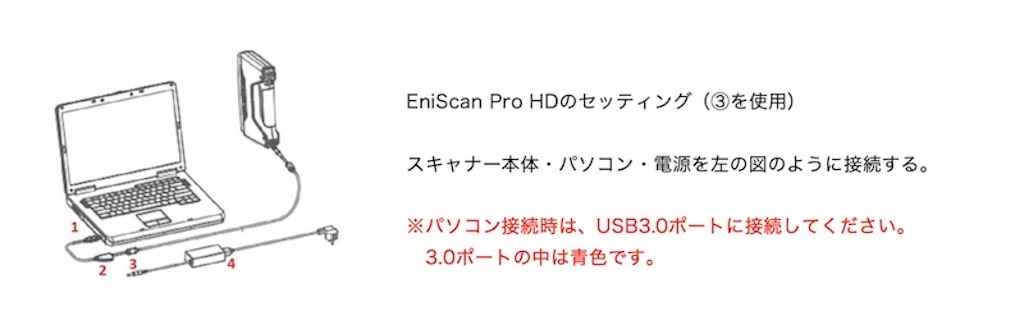 EniScan Pro HDのセッティング（③を使用）
スキャナー本体・パソコン・電源を左の図のように接続する。
※パソコン接続時は、USB3.0ポートに接続してください。
3.0ポートの中は青色です。
1
2
3
4